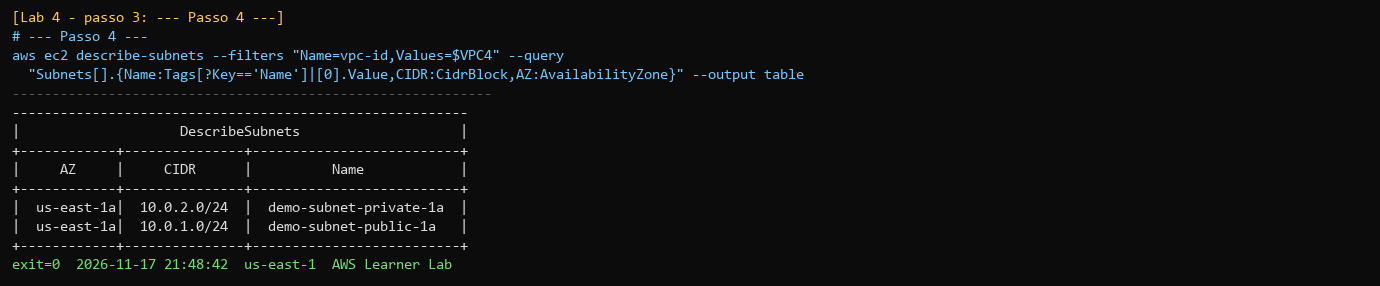 [Lab 4 - passo 3: --- Passo 4 ---]
# --- Passo 4 ---
aws ec2 describe-subnets --filters "Name=vpc-id,Values=$VPC4" --query
  "Subnets[].{Name:Tags[?Key=='Name']|[0].Value,CIDR:CidrBlock,AZ:AvailabilityZone}" --output table
------------------------------------------------------------
---------------------------------------------------------
|                    DescribeSubnets                    |
+------------+---------------+--------------------------+
|     AZ     |     CIDR      |          Name            |
+------------+---------------+--------------------------+
|  us-east-1a|  10.0.2.0/24  |  demo-subnet-private-1a  |
|  us-east-1a|  10.0.1.0/24  |  demo-subnet-public-1a   |
+------------+---------------+--------------------------+
exit=0  2026-11-17 21:48:42  us-east-1  AWS Learner Lab